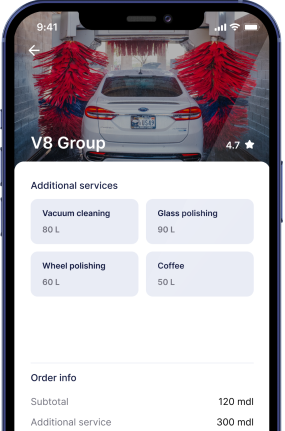 9:41
V8 Group
4.7
Additional services
Vacuum cleaning
80 L
Glass polishing
90 L
Wheel polishing
60 L
Coffee
50 L
Order info
Subtotal 120 mdl
Additional service 300 mdl